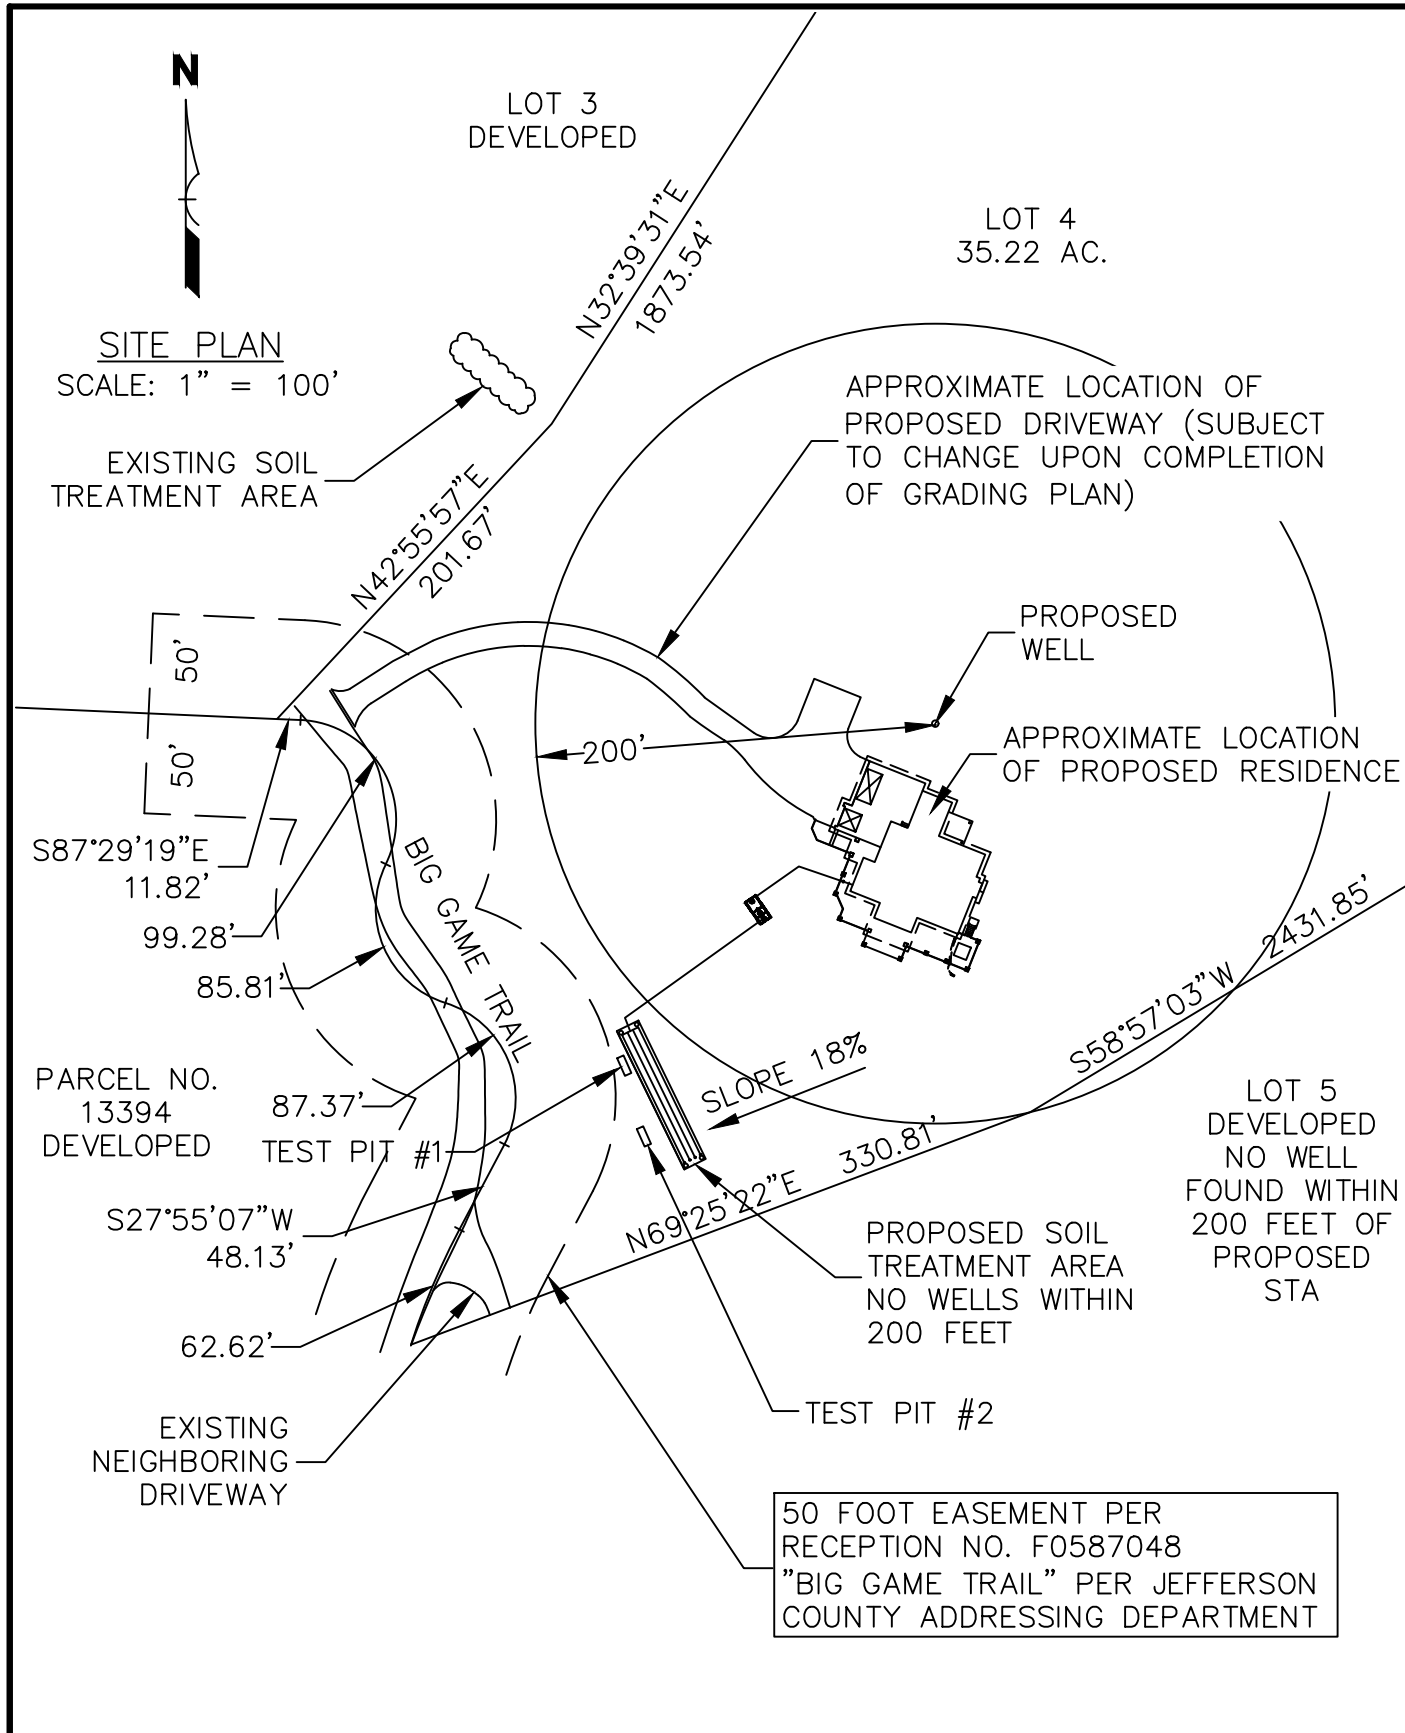 N
LOT 3
DEVELOPED
LOT 4
35.22 AC.
N32°39'31"E
1873.54'
SITE PLAN
SCALE: 1" = 100'
APPROXIMATE LOCATION OF
PROPOSED DRIVEWAY (SUBJECT
TO CHANGE UPON COMPLETION
OF GRADING PLAN)
EXISTING SOIL
TREATMENT AREA
N42°55'57"E
201.67'
PROPOSED
WELL
50'
50'
200'
APPROXIMATE LOCATION
OF PROPOSED RESIDENCE
S87°29'19"E
11.82'
BIG GAME TRAIL
99.28'
85.81'
S58°57'03"W 2431.85'
SLOPE 18%
PARCEL NO.
13394
DEVELOPED
87.37'
TEST PIT #1
LOT 5
DEVELOPED
NO WELL
FOUND WITHIN
200 FEET OF
PROPOSED
STA
N69°25'22"E 330.81'
S27°55'07"W
48.13'
PROPOSED SOIL
TREATMENT AREA
NO WELLS WITHIN
200 FEET
62.62'
TEST PIT #2
EXISTING
NEIGHBORING
DRIVEWAY
50 FOOT EASEMENT PER
RECEPTION NO. F0587048
"BIG GAME TRAIL" PER JEFFERSON
COUNTY ADDRESSING DEPARTMENT